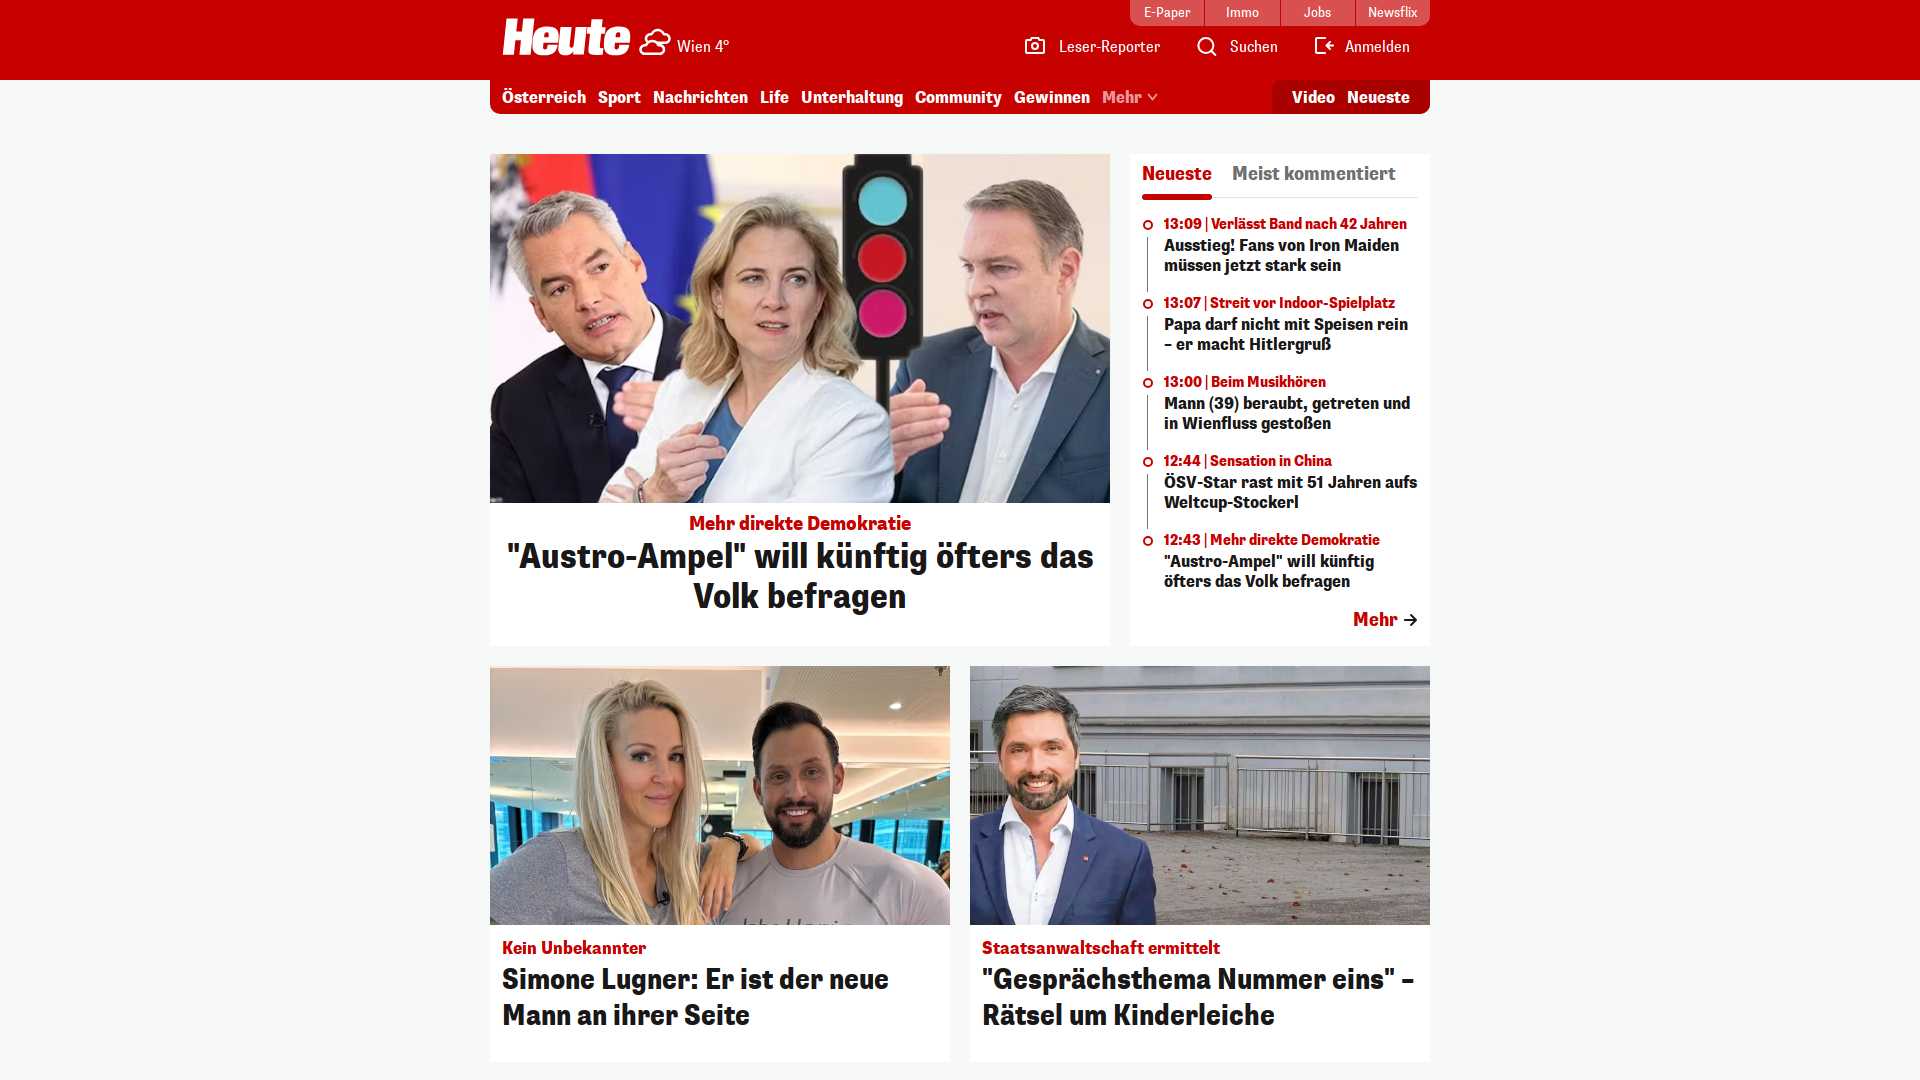 E-Paper
Immo
Jobs
Newsflix
Heute
Wien 4°
Leser-Reporter
Suchen
Anmelden
Österreich Sport Nachrichten Life Unterhaltung Community Gewinnen Mehr
Video Neueste
Mehr direkte Demokratie
"Austro-Ampel" will künftig öfters das
Volk befragen
Neueste
Meist kommentiert
13:09 | Verlässt Band nach 42 Jahren
Ausstieg! Fans von Iron Maiden
müssen jetzt stark sein
13:07 | Streit vor Indoor-Spielplatz
Papa darf nicht mit Speisen rein
– er macht Hitlergruß
13:00 | Beim Musikhören
Mann (39) beraubt, getreten und
in Wienfluss gestoßen
12:44 | Sensation in China
ÖSV-Star rast mit 51 Jahren aufs
Weltcup-Stockerl
12:43 | Mehr direkte Demokratie
"Austro-Ampel" will künftig
öfters das Volk befragen
Mehr
Kein Unbekannter
Simone Lugner: Er ist der neue
Mann an ihrer Seite
Staatsanwaltschaft ermittelt
"Gesprächsthema Nummer eins" –
Rätsel um Kinderleiche